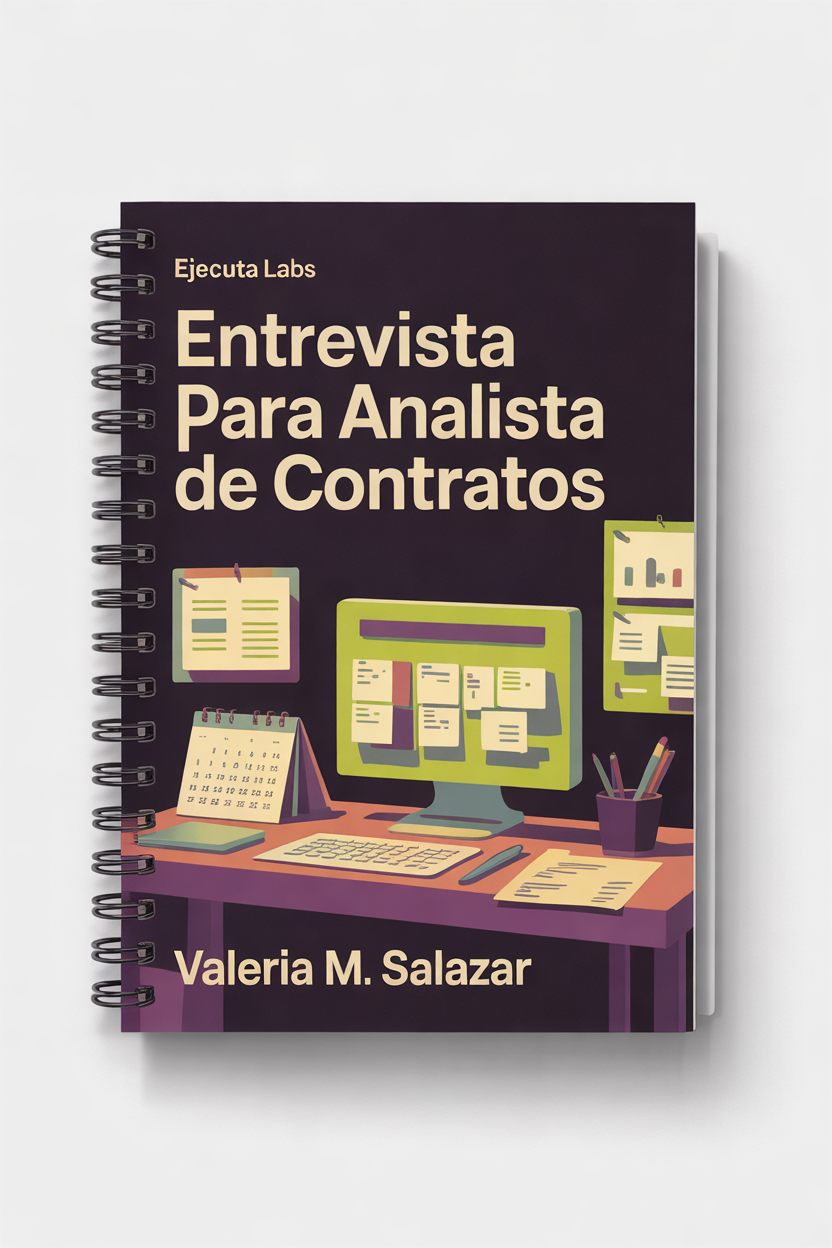 Ejecuta Labs
Entrevista
Para Analista
de Contratos
Valeria M. Salazar